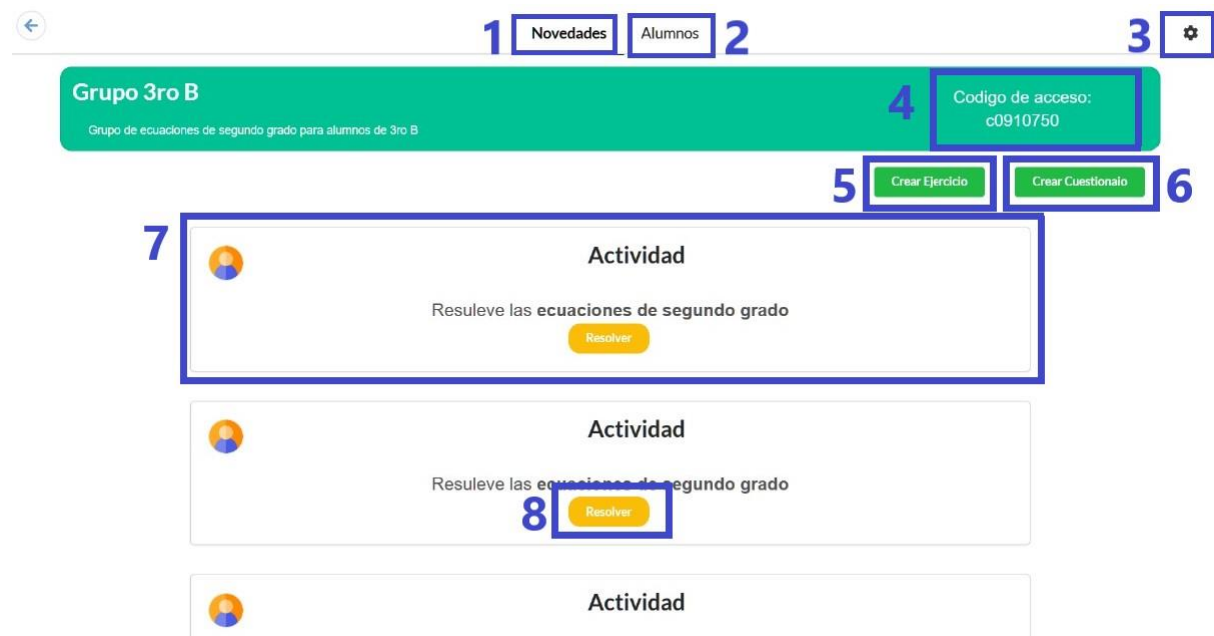 1 Novedades Alumnos 2 3
Grupo 3ro B
Grupo de ecuaciones de segundo grado para alumnos de 3ro B
4 Codigo de acceso:
c0910750
5 Crear Ejercicio Crear Cuestionaio 6
7
Actividad
Resuleve las ecuaciones de segundo grado
Resolver
Actividad
Resuleve las ecuaciones de segundo grado
8 Resolver
Actividad